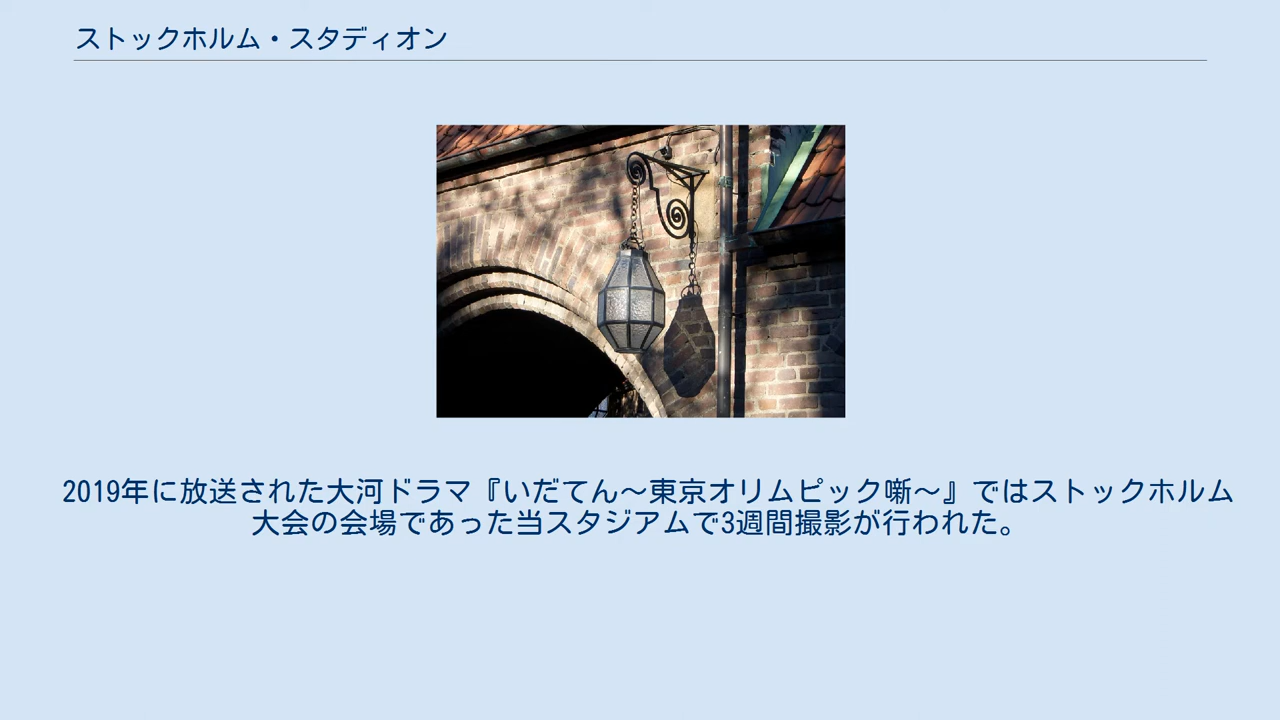 ストックホルム・スタディオン
2019年に放送された大河ドラマ『いだてん〜東京オリムピック噺〜』ではストックホルム
大会の会場であった当スタジアムで3週間撮影が行われた。